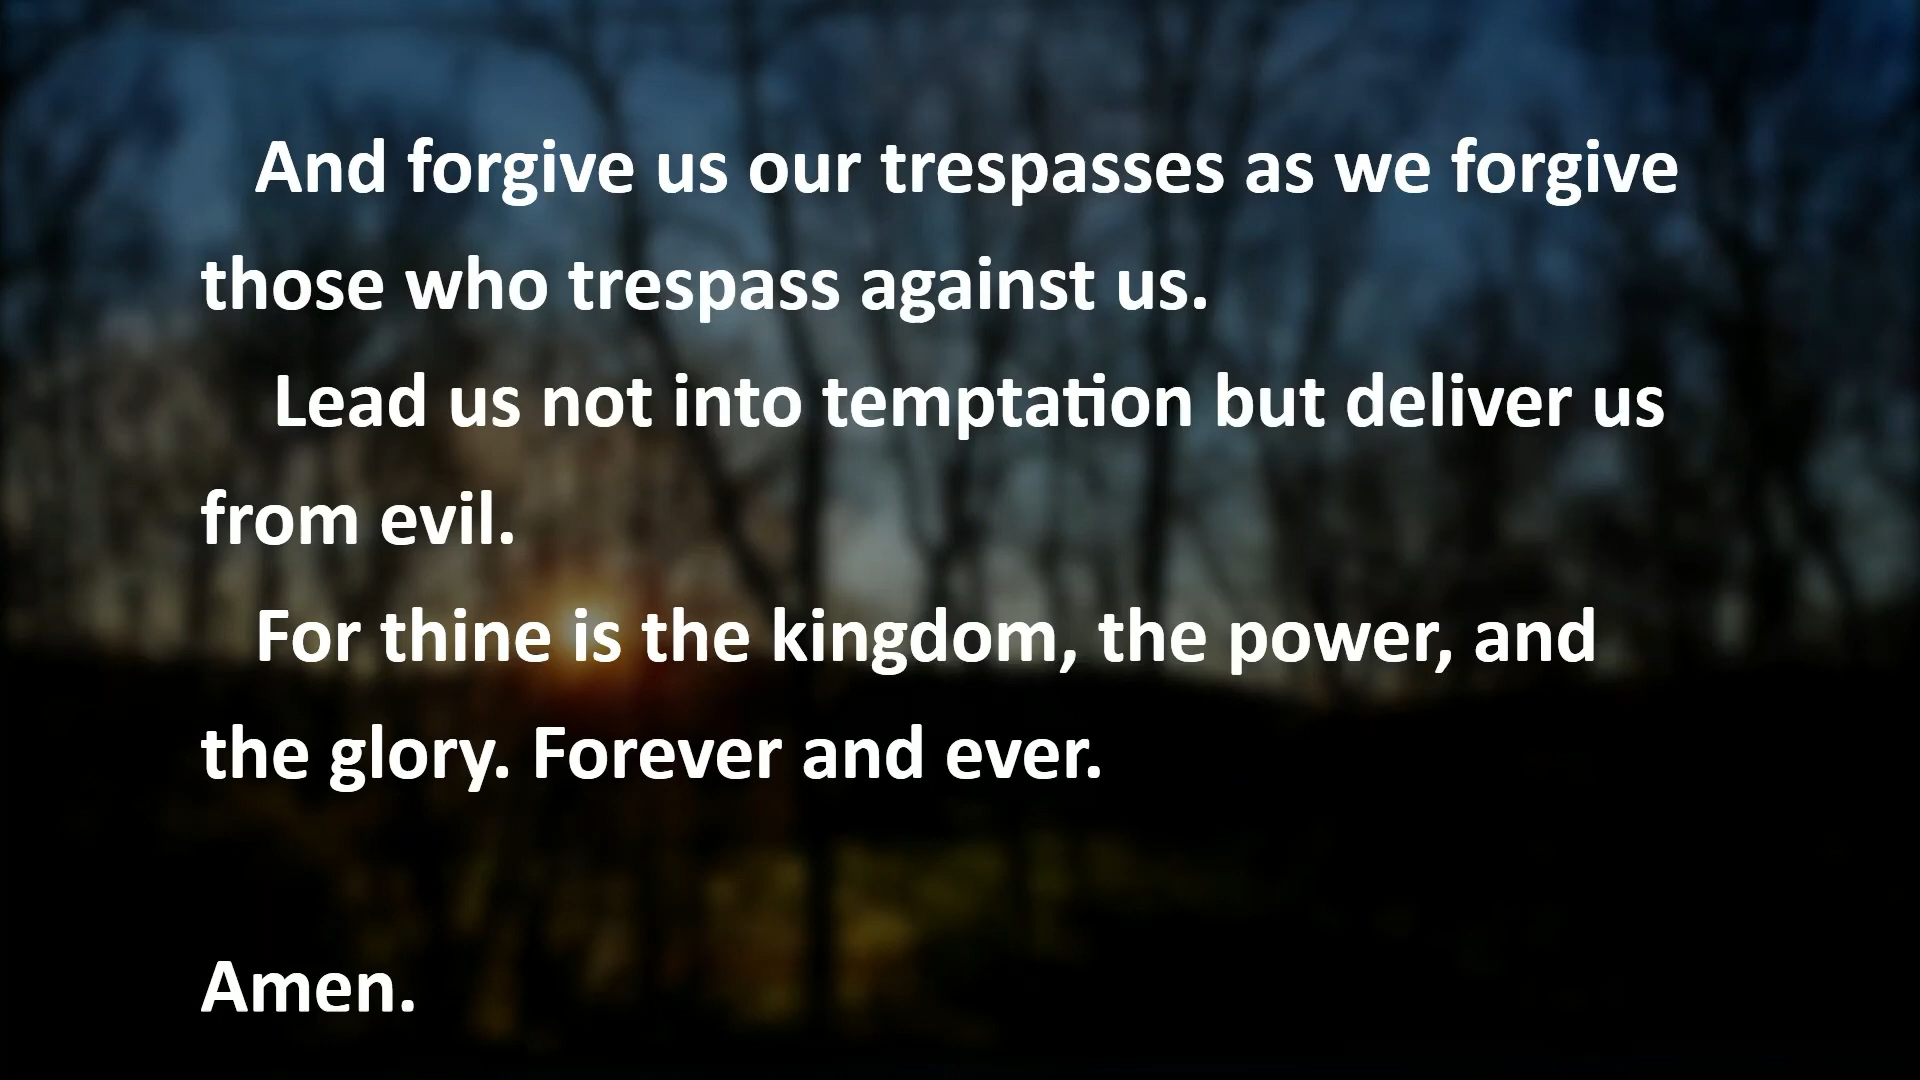 And forgive us our trespasses as we forgive
those who trespass against us.
Lead us not into temptation but deliver us
from evil.
For thine is the kingdom, the power, and
the glory. Forever and ever.
Amen.